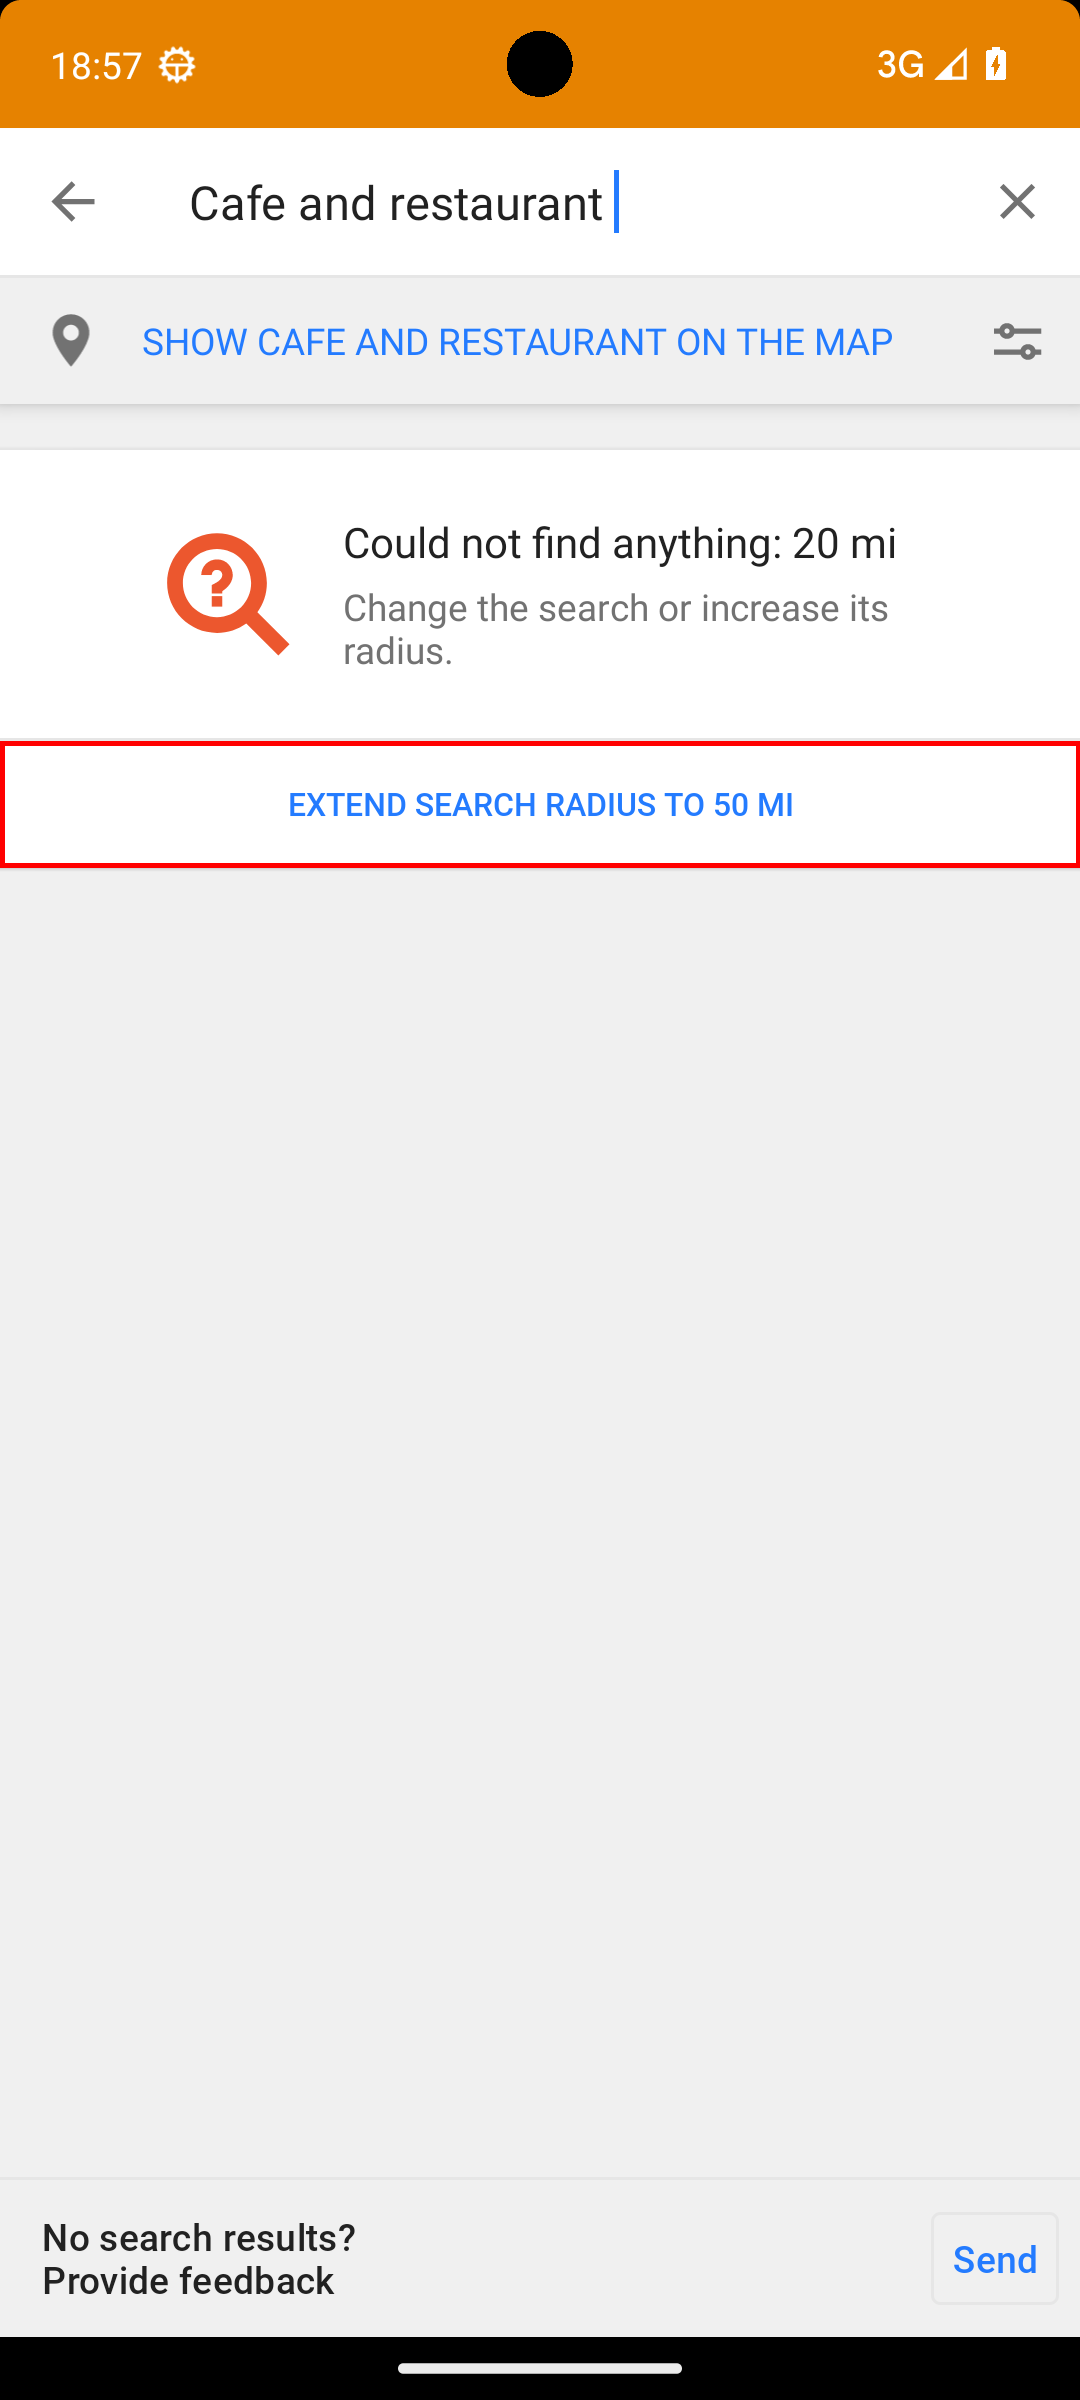 18:57
3G
Cafe and restaurant
SHOW CAFE AND RESTAURANT ON THE MAP
Could not find anything: 20 mi
Change the search or increase its
radius.
EXTEND SEARCH RADIUS TO 50 MI
No search results?
Provide feedback
Send